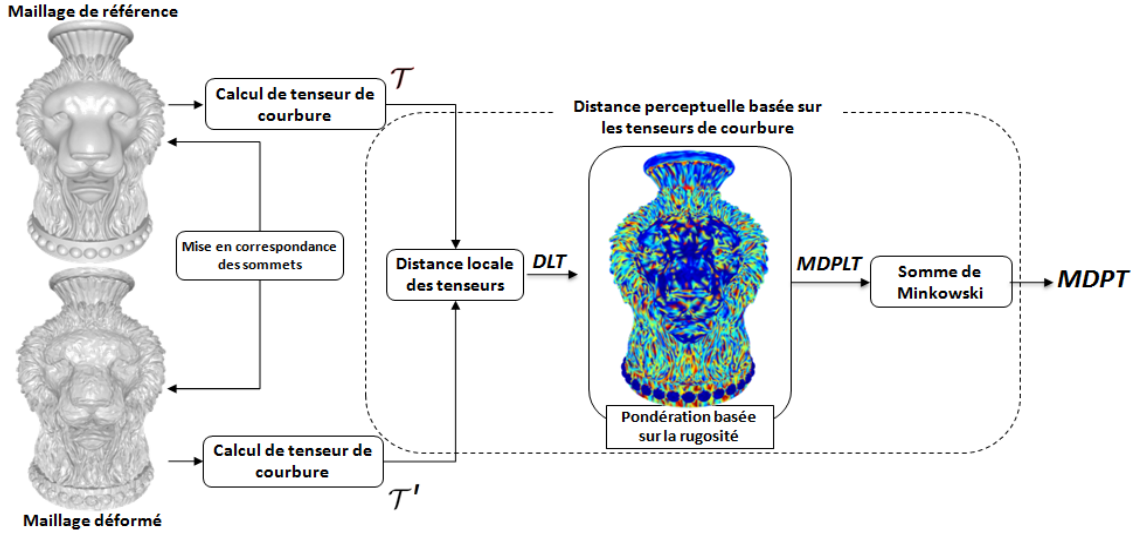 Maillage de référence
Calcul de tenseur de
courbure
𝒯
Distance perceptuelle basée sur
les tenseurs de courbure
Mise en correspondance
des sommets
Distance locale
des tenseurs
DLT
MDPLT
Somme de
Minkowski
MDPT
Pondération basée
sur la rugosité
Calcul de tenseur de
courbure
𝒯'
Maillage déformé